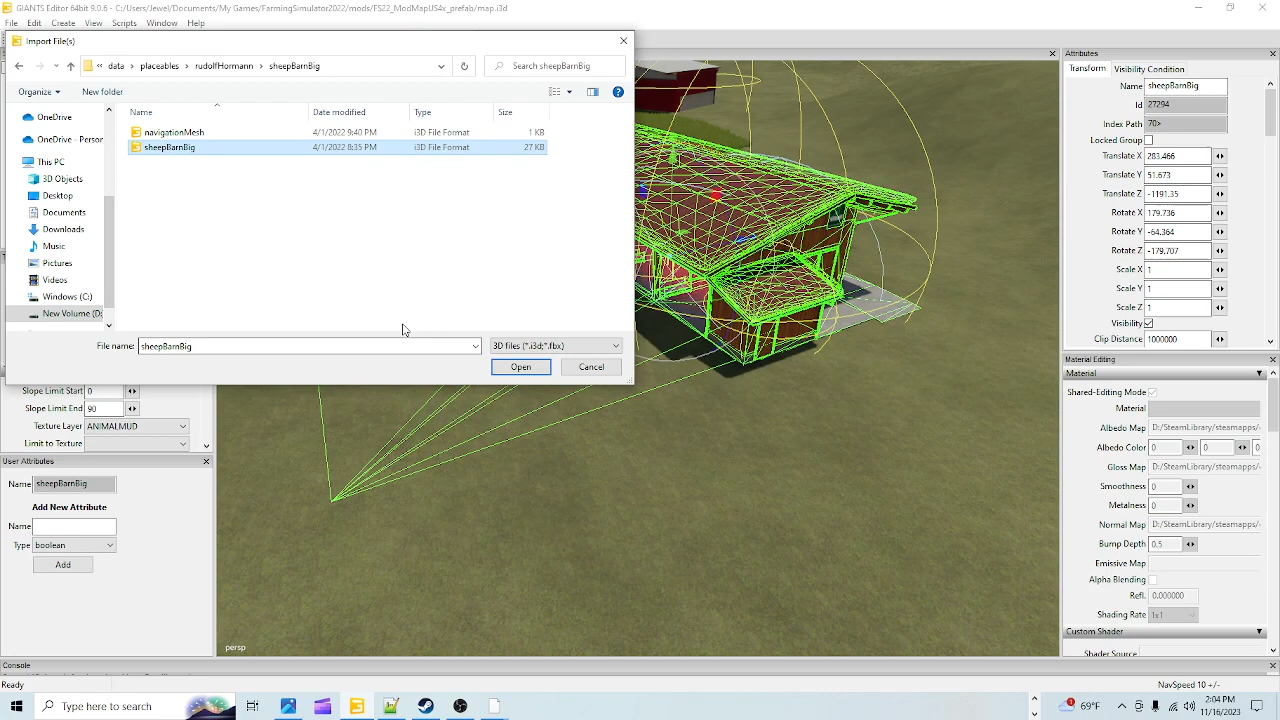 GIANTS Editor 64bit 9.0.6 - C:/Users/Jewel/Documents/My Games/FarmingSimulator2022/mods/FS22_ModMapUS4x_prefab/map.i3d
File Edit Create View Scripts Window Help
Import File(s)
« data › placeables › rudolfHormann › sheepBarnBig
Search sheepBarnBig
Organize New folder
Name Date modified Type Size
navigationMesh 4/1/2022 9:40 PM i3D File Format 1 KB
sheepBarnBig 4/1/2022 8:35 PM i3D File Format 27 KB
OneDrive
OneDrive - Person
This PC
3D Objects
Desktop
Documents
Downloads
Music
Pictures
Videos
Windows (C:)
New Volume (D:
File name: sheepBarnBig
3D files (*.i3d;*.fbx)
Open Cancel
Slope Limit Start 0
Slope Limit End 90
Texture Layer ANIMALMUD
Limit to Texture
User Attributes
Name sheepBarnBig
Add New Attribute
Name
Type boolean
Add
persp
Attributes
Transform Visibility Condition
Name sheepBarnBig
Id 27294
Index Path 70>
Locked Group
Translate X 283.466
Translate Y 51.673
Translate Z -1191.35
Rotate X 179.736
Rotate Y -64.364
Rotate Z -179.707
Scale X 1
Scale Y 1
Scale Z 1
Visibility
Clip Distance 1000000
Material Editing
Material
Shared-Editing Mode
Material
Albedo Map D:/SteamLibrary/steamapps/
Albedo Color 0 0 0
Gloss Map D:/SteamLibrary/steamapps/
Smoothness 0
Metalness 0
Normal Map D:/SteamLibrary/steamapps/
Bump Depth 0.5
Emissive Map
Alpha Blending
Refl. 0.000000
Shading Rate 1x1
Custom Shader
Shader Source
Console
Ready
NavSpeed 10 +/-
Type here to search
69°F
2:04 PM
11/16/2023